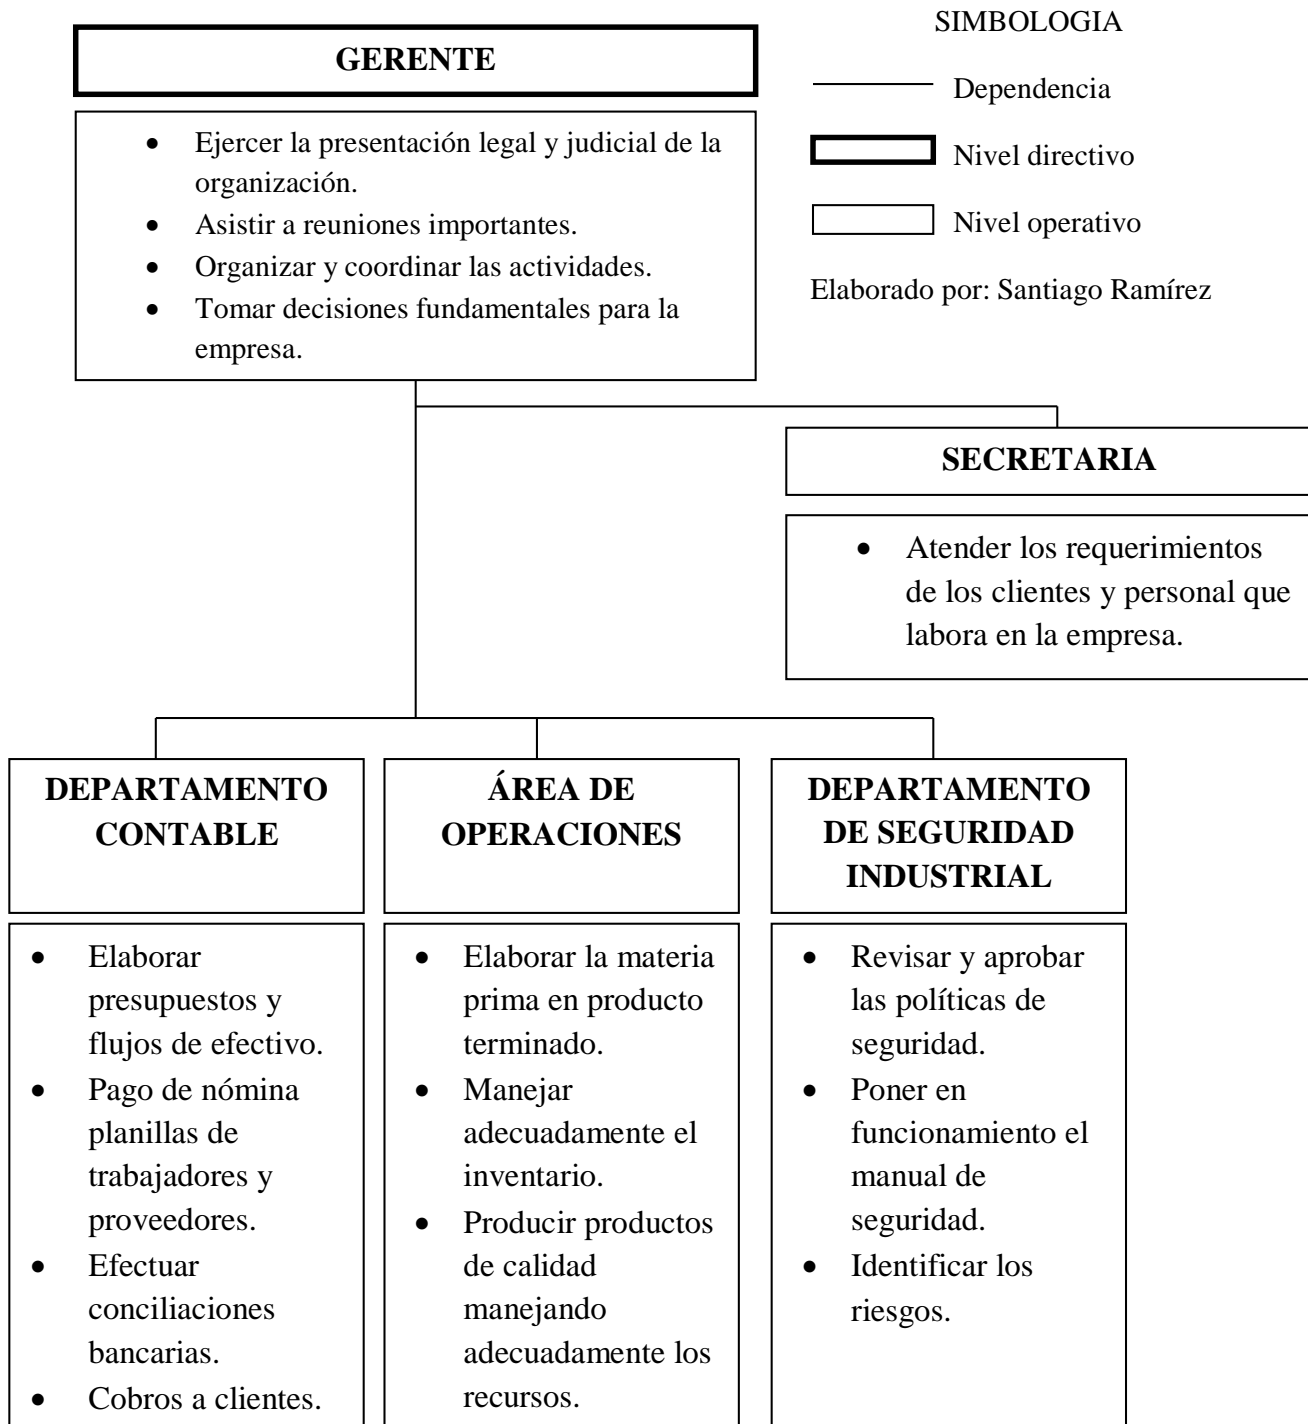 GERENTE
• Ejercer la presentación legal y judicial de la
organización.
• Asistir a reuniones importantes.
• Organizar y coordinar las actividades.
• Tomar decisiones fundamentales para la
empresa.
SIMBOLOGIA
Dependencia
Nivel directivo
Nivel operativo
Elaborado por: Santiago Ramírez
SECRETARIA
• Atender los requerimientos
de los clientes y personal que
labora en la empresa.
DEPARTAMENTO
CONTABLE
• Elaborar
presupuestos y
flujos de efectivo.
• Pago de nómina
planillas de
trabajadores y
proveedores.
• Efectuar
conciliaciones
bancarias.
• Cobros a clientes.
ÁREA DE
OPERACIONES
• Elaborar la materia
prima en producto
terminado.
• Manejar
adecuadamente el
inventario.
• Producir productos
de calidad
manejando
adecuadamente los
recursos.
DEPARTAMENTO
DE SEGURIDAD
INDUSTRIAL
• Revisar y aprobar
las políticas de
seguridad.
• Poner en
funcionamiento el
manual de
seguridad.
• Identificar los
riesgos.